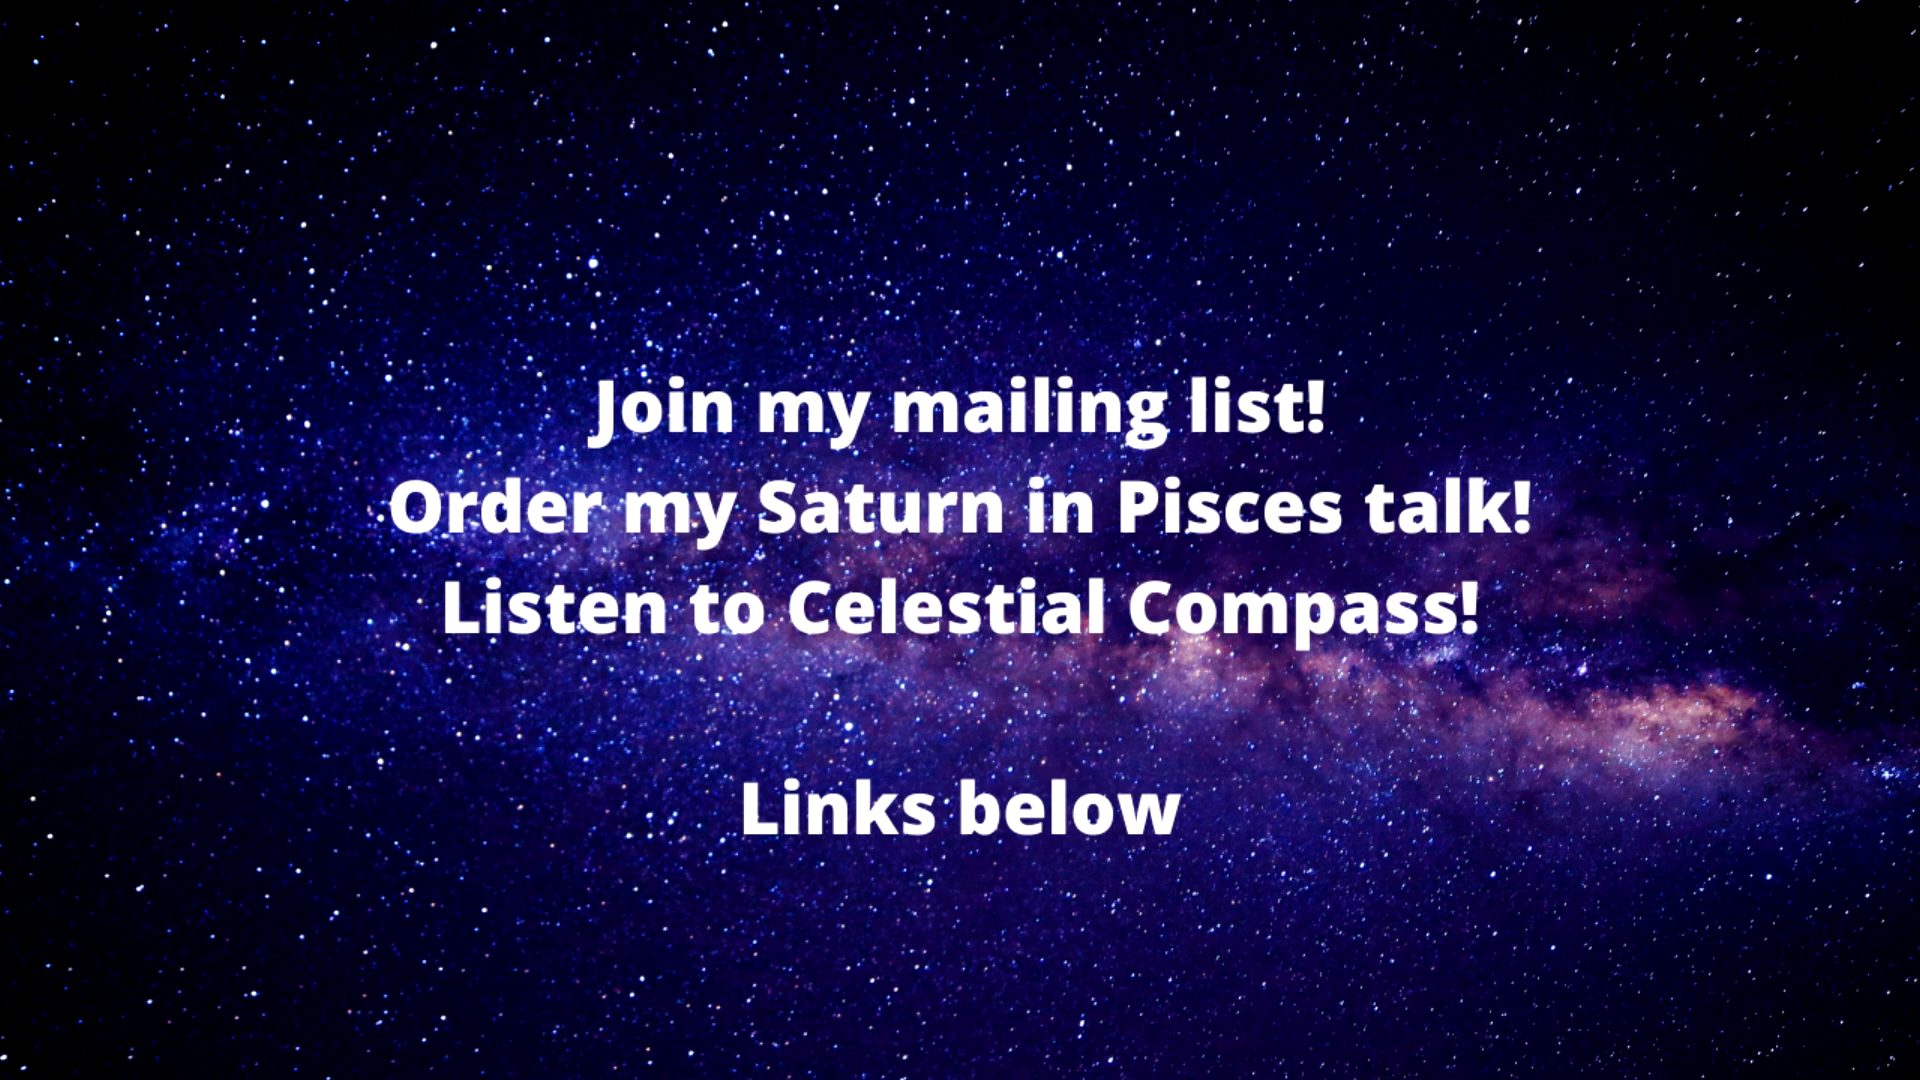 Join my mailing list!
Order my Saturn in Pisces talk!
Listen to Celestial Compass!
Links below